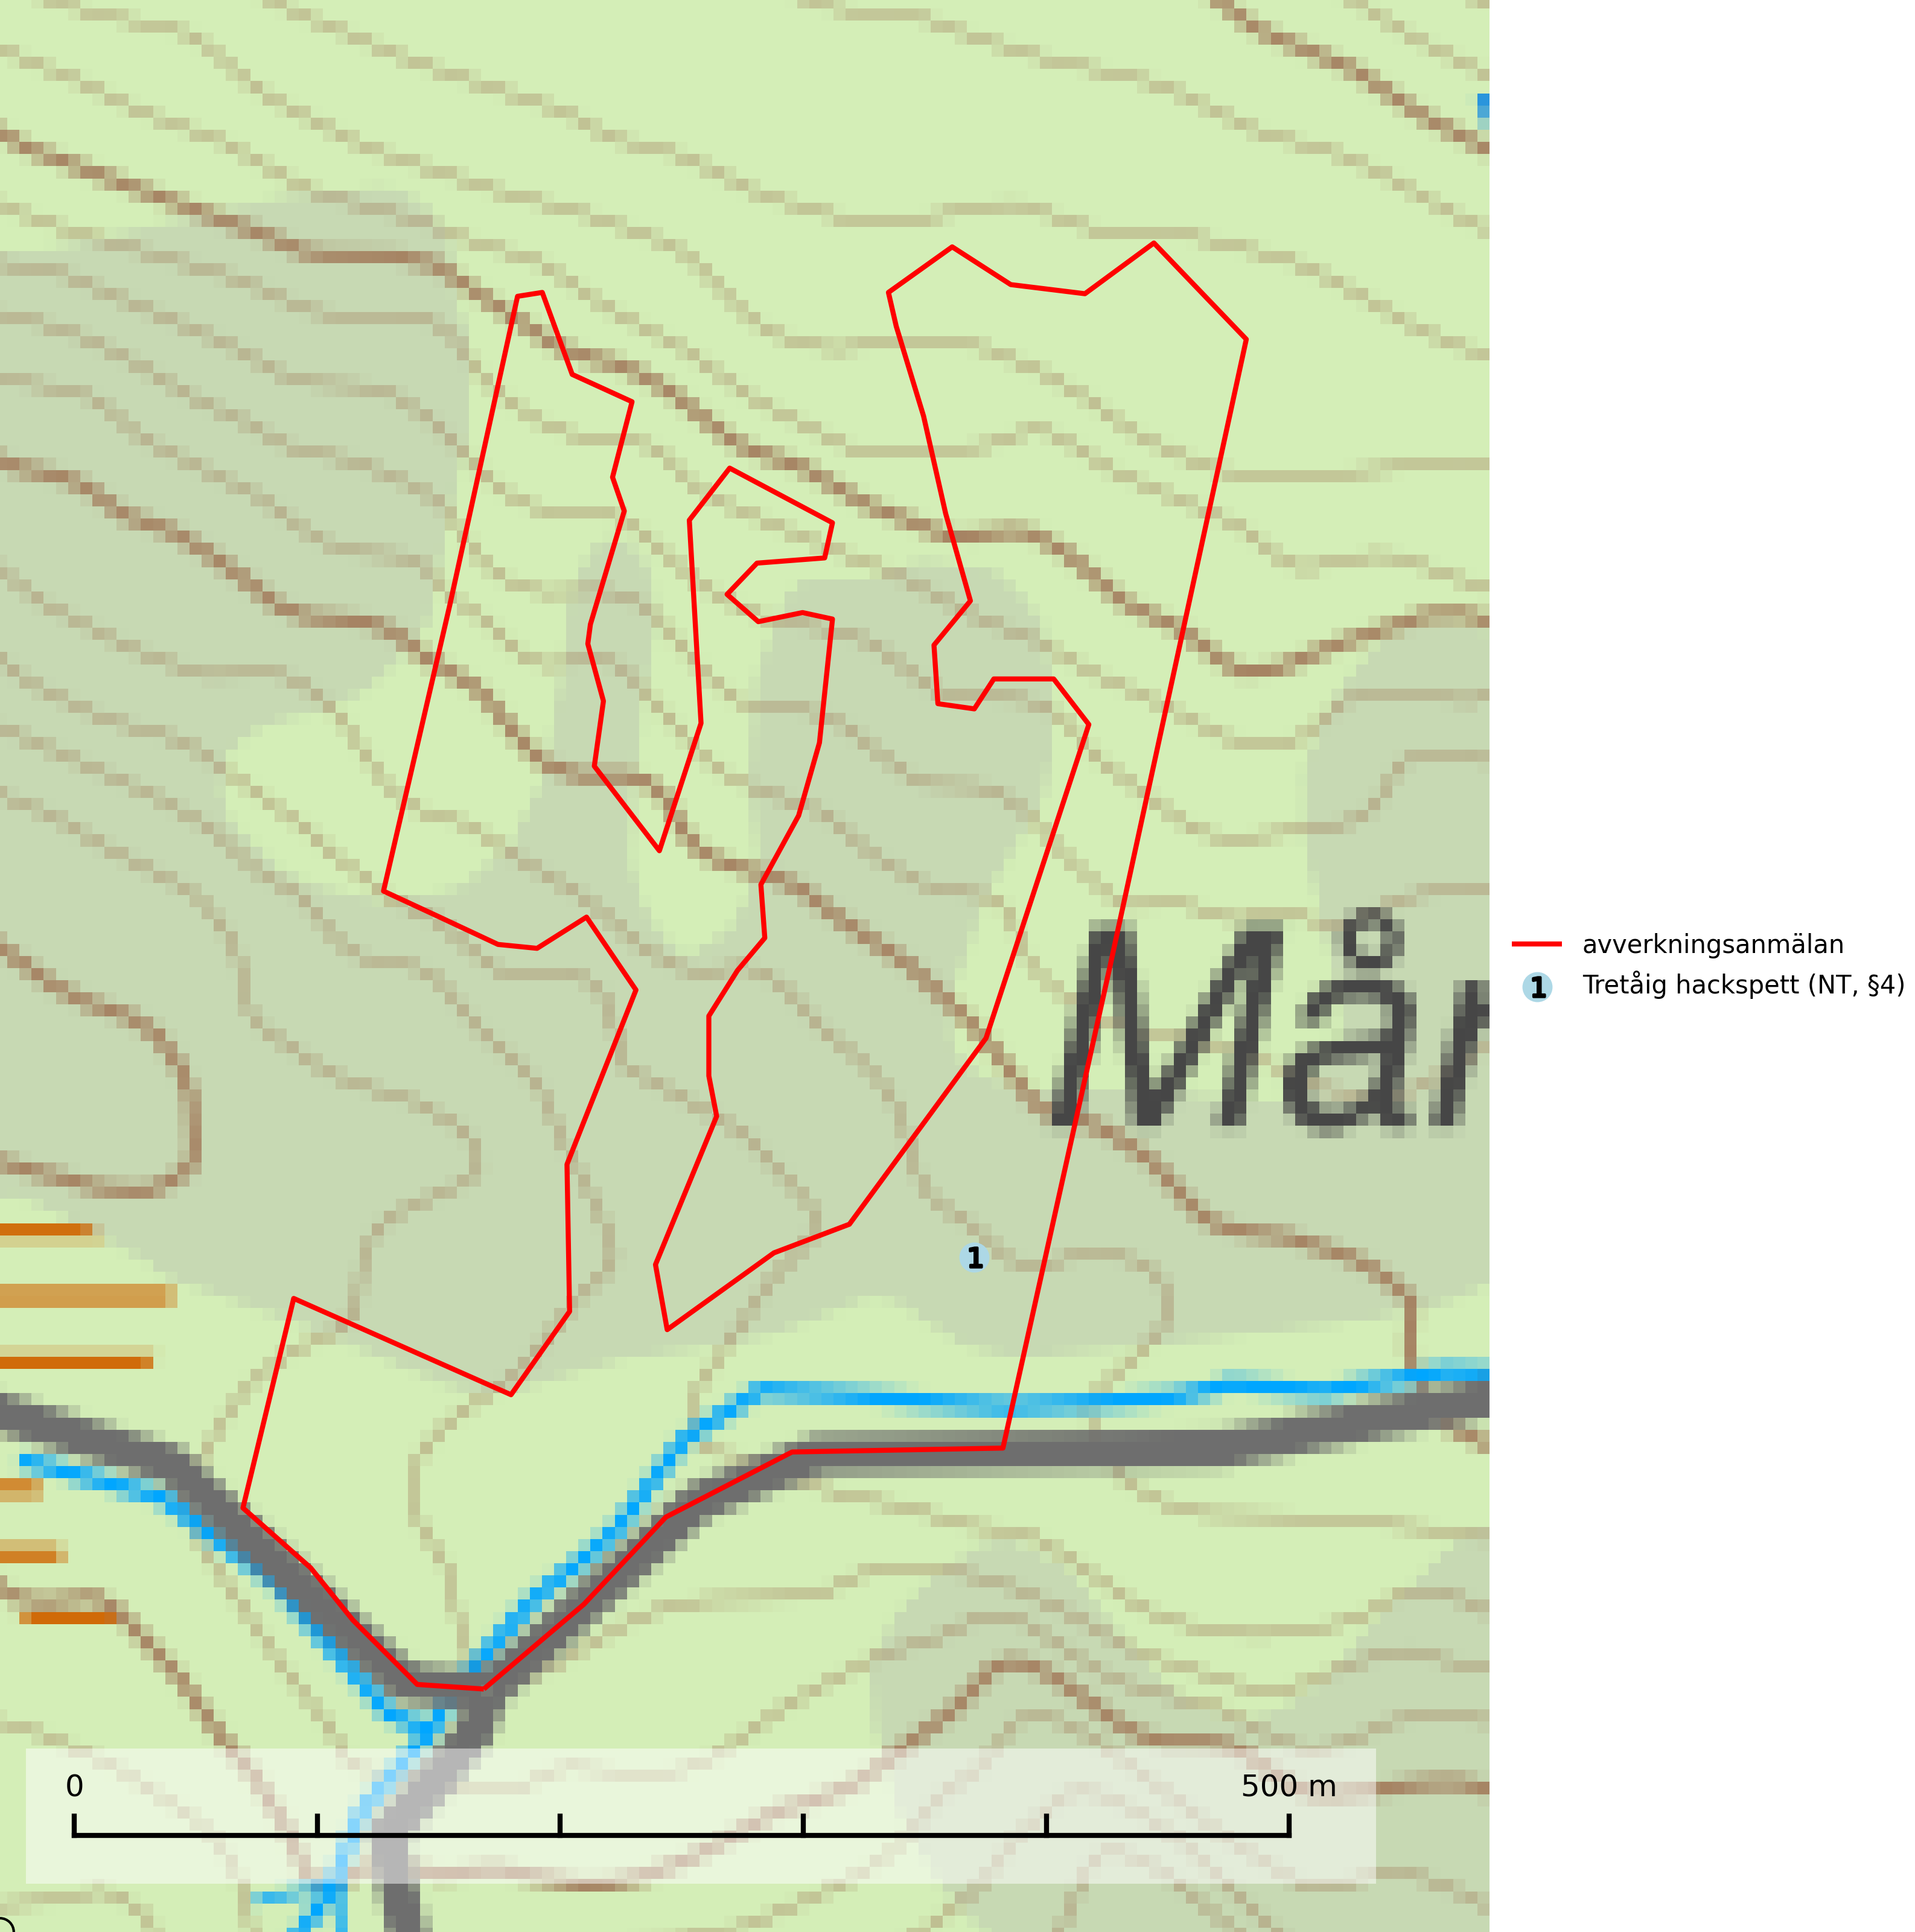 Mår
avverkningsanmälan
1 Tretåig hackspett (NT, §4)
1
0 500 m